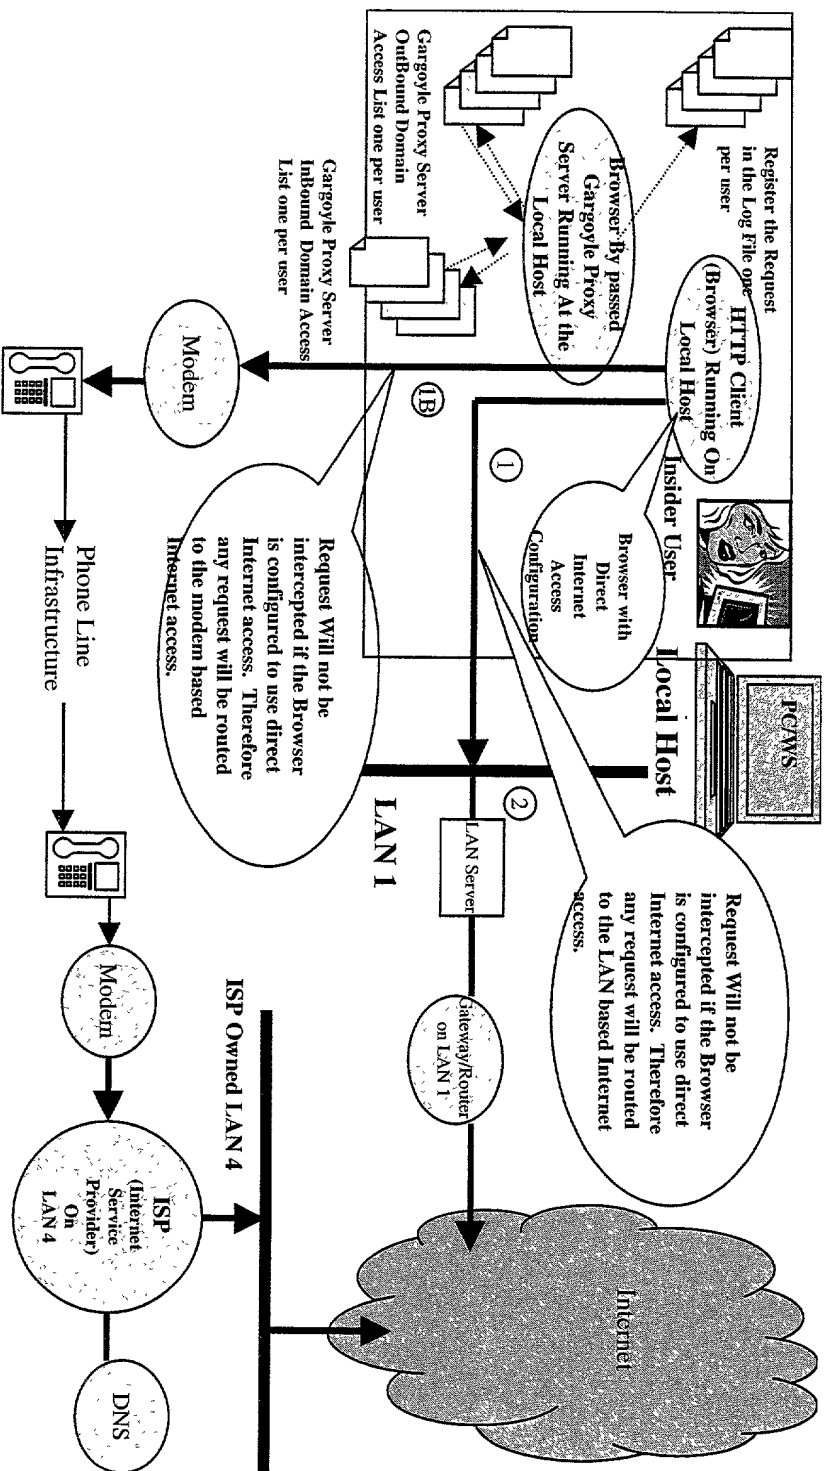 PC/WS
Local Host
Insider User
Register the Request
in the Log File one
per user
HTTP Client
(Browser) Running On
Local Host
Browser with
Direct
Internet
Access
Configuration
Browser By passed
Gargoyle Proxy
Server Running At the
Local Host
Gargoyle Proxy Server
OutBound Domain
Access List one per user
Gargoyle Proxy Server
InBound Domain Access
List one per user
1
1B
2
Request Will not be
intercepted if the Browser
is configured to use direct
Internet access. Therefore
any request will be routed
to the LAN based Internet
access.
LAN Server
Gateway/Router
on LAN 1
Internet
LAN 1
Request Will not be
intercepted if the Browser
is configured to use direct
Internet access. Therefore
any request will be routed
to the modem based
Internet access.
Modem
Phone Line
Infrastructure
Modem
ISP Owned LAN 4
ISP
(Internet
Service
Provider)
On
LAN 4
DNS